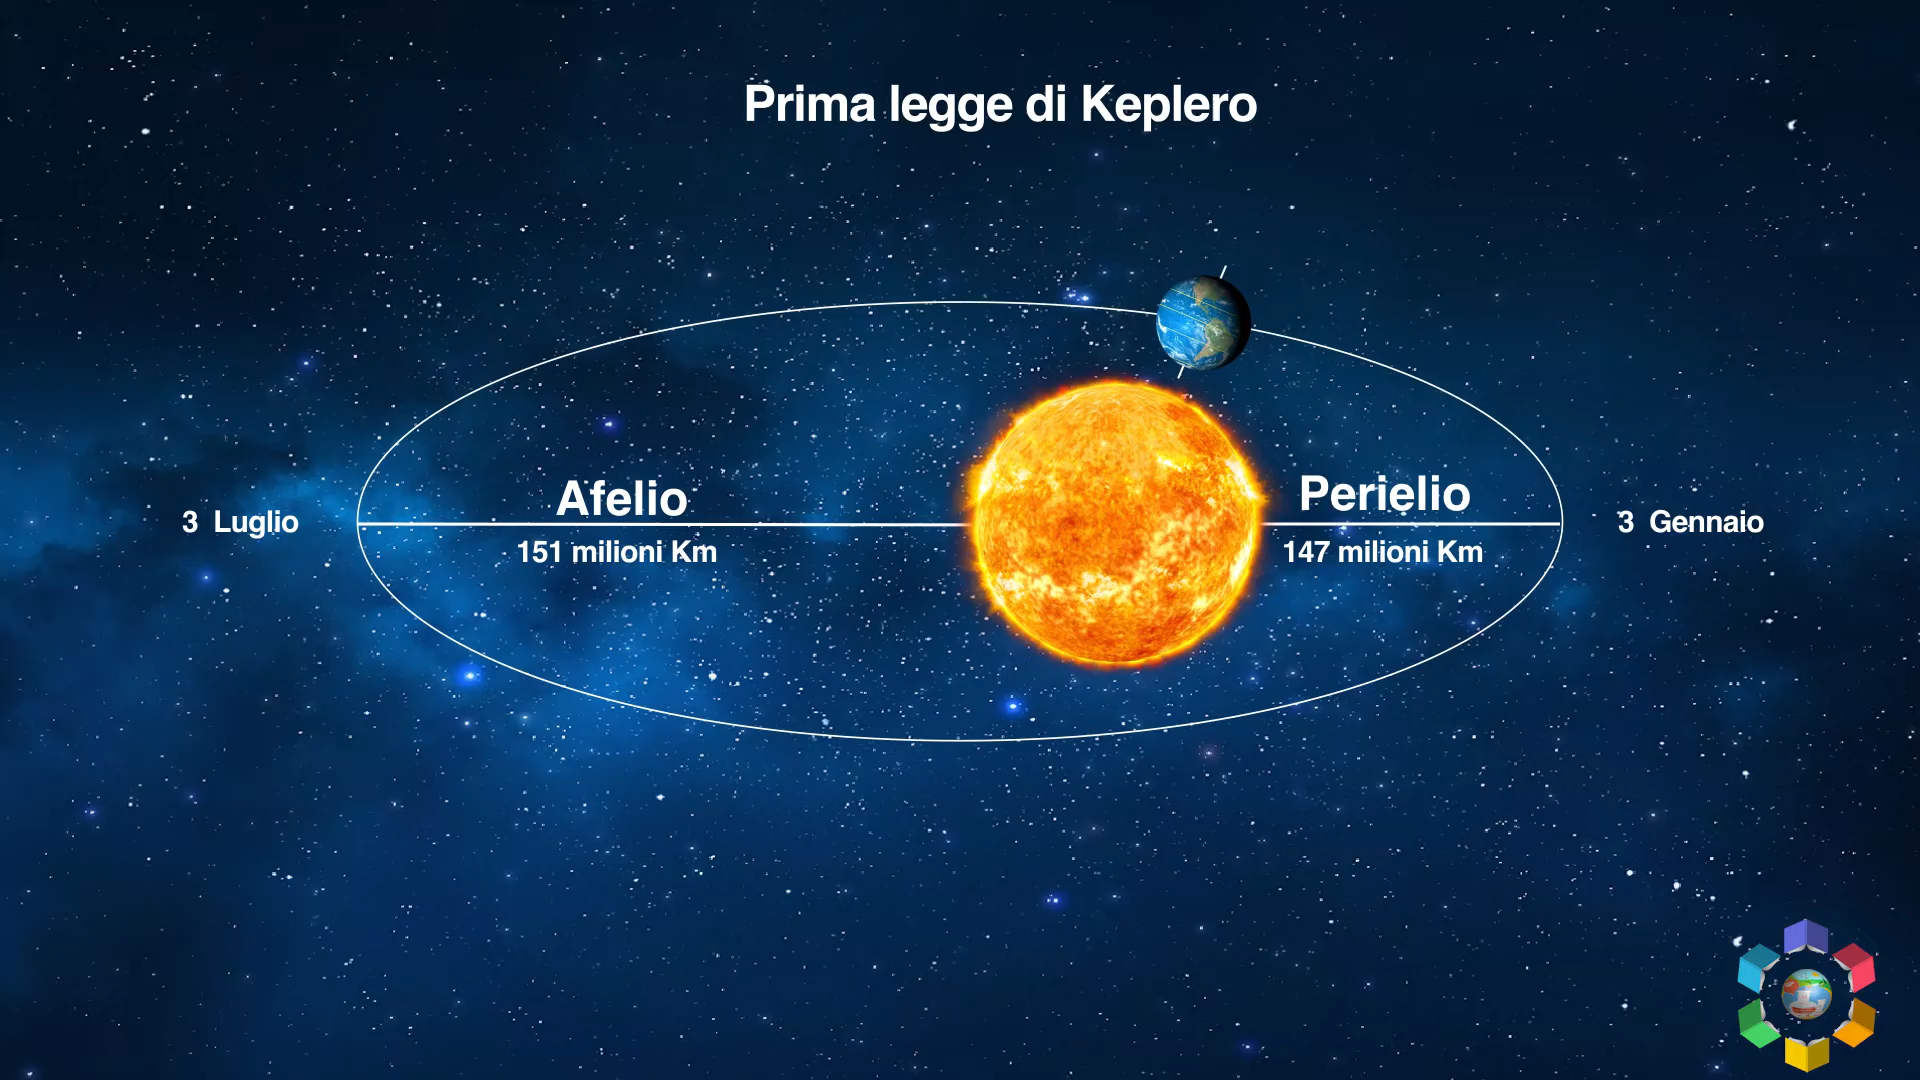 Prima legge di Keplero
Afelio
Perielio
3 Luglio
3 Gennaio
151 milioni Km
147 milioni Km